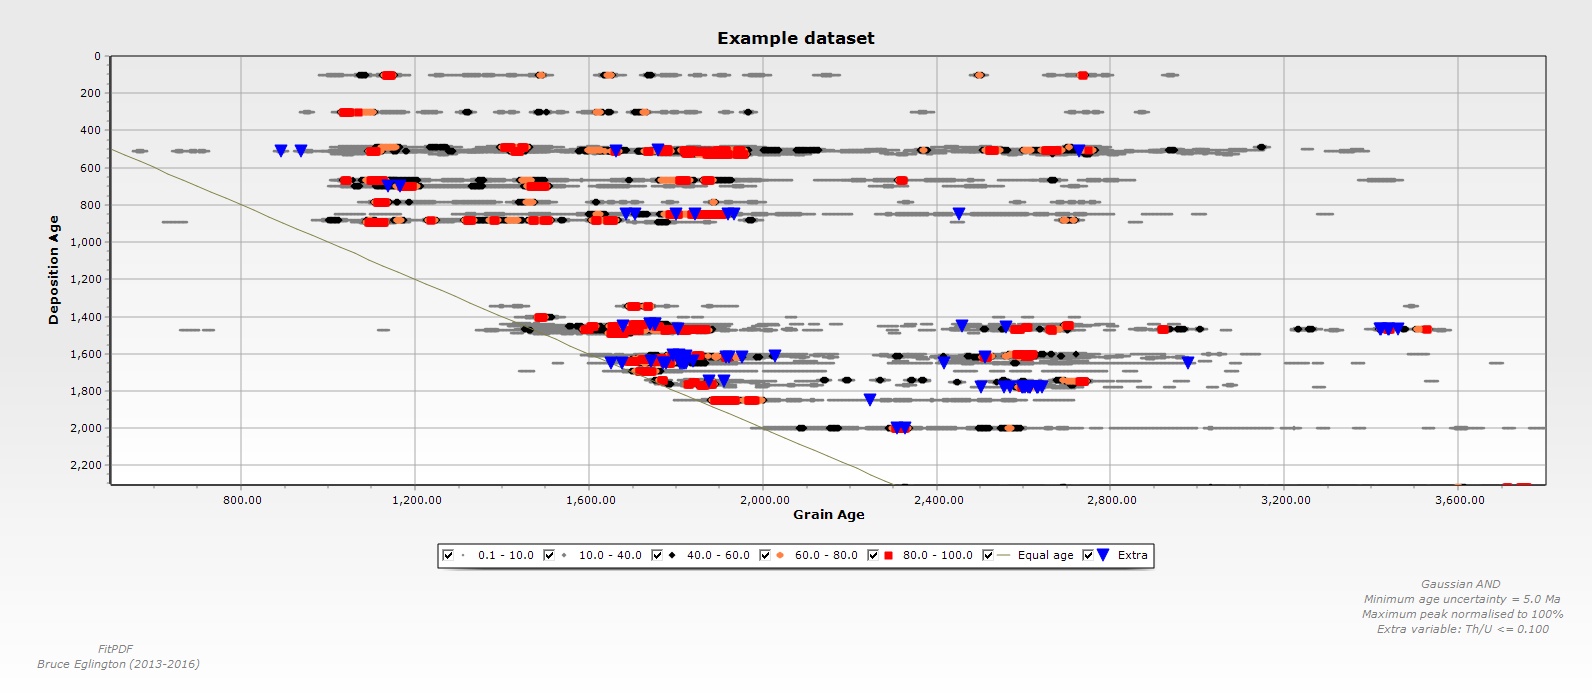 Example dataset
0
200
400
600
800
1,000
1,200
1,400
1,600
1,800
2,000
2,200
Deposition Age
800.00 1,200.00 1,600.00 2,000.00 2,400.00 2,800.00 3,200.00 3,600.00
Grain Age
0.1 - 10.0 10.0 - 40.0 40.0 - 60.0 60.0 - 80.0 80.0 - 100.0 Equal age Extra
Gaussian AND
Minimum age uncertainty = 5.0 Ma
Maximum peak normalised to 100%
Extra variable: Th/U <= 0.100
FitPDF
Bruce Eglington (2013-2016)